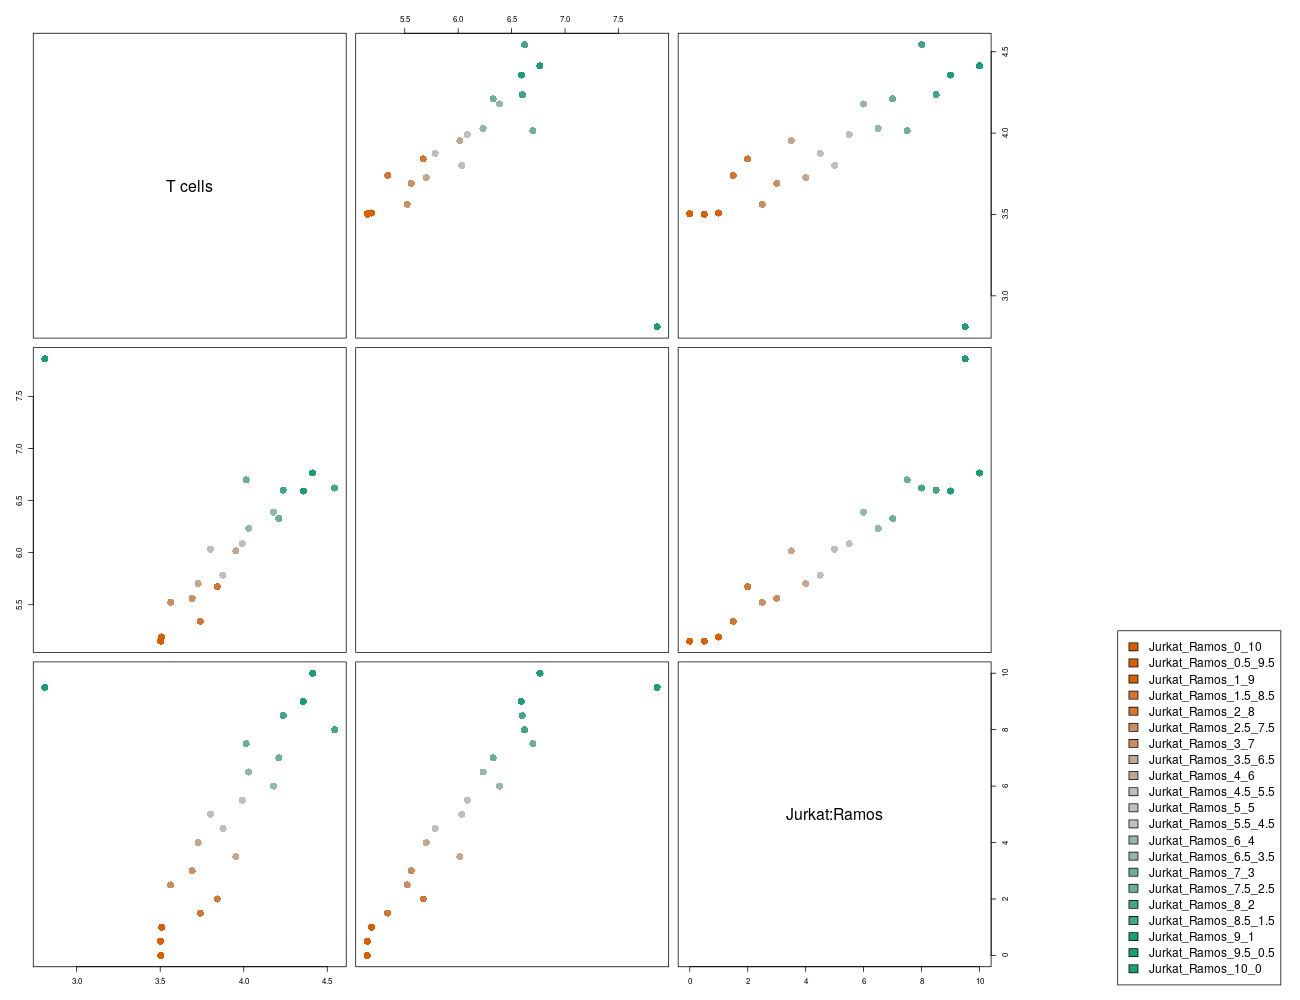 5.5 6.0 6.5 7.0 7.5
T cells
3.0 3.5 4.0 4.5
5.5 6.0 6.5 7.0 7.5
Jurkat:Ramos
0 2 4 6 8 10
3.0 3.5 4.0 4.5
0 2 4 6 8 10
Jurkat_Ramos_0_10
Jurkat_Ramos_0.5_9.5
Jurkat_Ramos_1_9
Jurkat_Ramos_1.5_8.5
Jurkat_Ramos_2_8
Jurkat_Ramos_2.5_7.5
Jurkat_Ramos_3_7
Jurkat_Ramos_3.5_6.5
Jurkat_Ramos_4_6
Jurkat_Ramos_4.5_5.5
Jurkat_Ramos_5_5
Jurkat_Ramos_5.5_4.5
Jurkat_Ramos_6_4
Jurkat_Ramos_6.5_3.5
Jurkat_Ramos_7_3
Jurkat_Ramos_7.5_2.5
Jurkat_Ramos_8_2
Jurkat_Ramos_8.5_1.5
Jurkat_Ramos_9_1
Jurkat_Ramos_9.5_0.5
Jurkat_Ramos_10_0